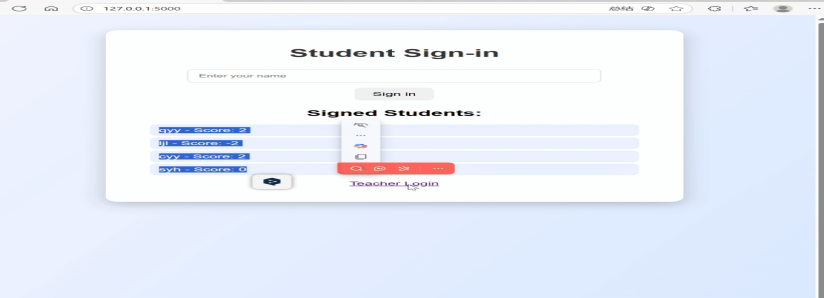 127.0.0.1:5000
Student Sign-in
Enter your name
Sign in
Signed Students:
qyy - Score: 2
ljl - Score: -2
cyy - Score: 2
syh - Score: 0
Teacher Login